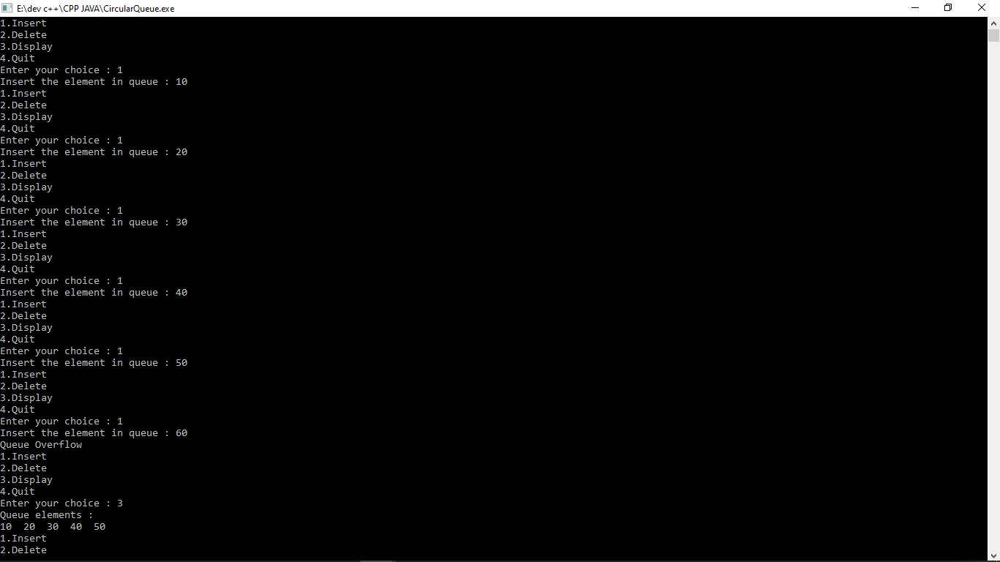 E:\dev c++\CPP JAVA\CircularQueue.exe
1.Insert
2.Delete
3.Display
4.Quit
Enter your choice : 1
Insert the element in queue : 10
1.Insert
2.Delete
3.Display
4.Quit
Enter your choice : 1
Insert the element in queue : 20
1.Insert
2.Delete
3.Display
4.Quit
Enter your choice : 1
Insert the element in queue : 30
1.Insert
2.Delete
3.Display
4.Quit
Enter your choice : 1
Insert the element in queue : 40
1.Insert
2.Delete
3.Display
4.Quit
Enter your choice : 1
Insert the element in queue : 50
1.Insert
2.Delete
3.Display
4.Quit
Enter your choice : 1
Insert the element in queue : 60
Queue Overflow
1.Insert
2.Delete
3.Display
4.Quit
Enter your choice : 3
Queue elements :
10  20  30  40  50
1.Insert
2.Delete